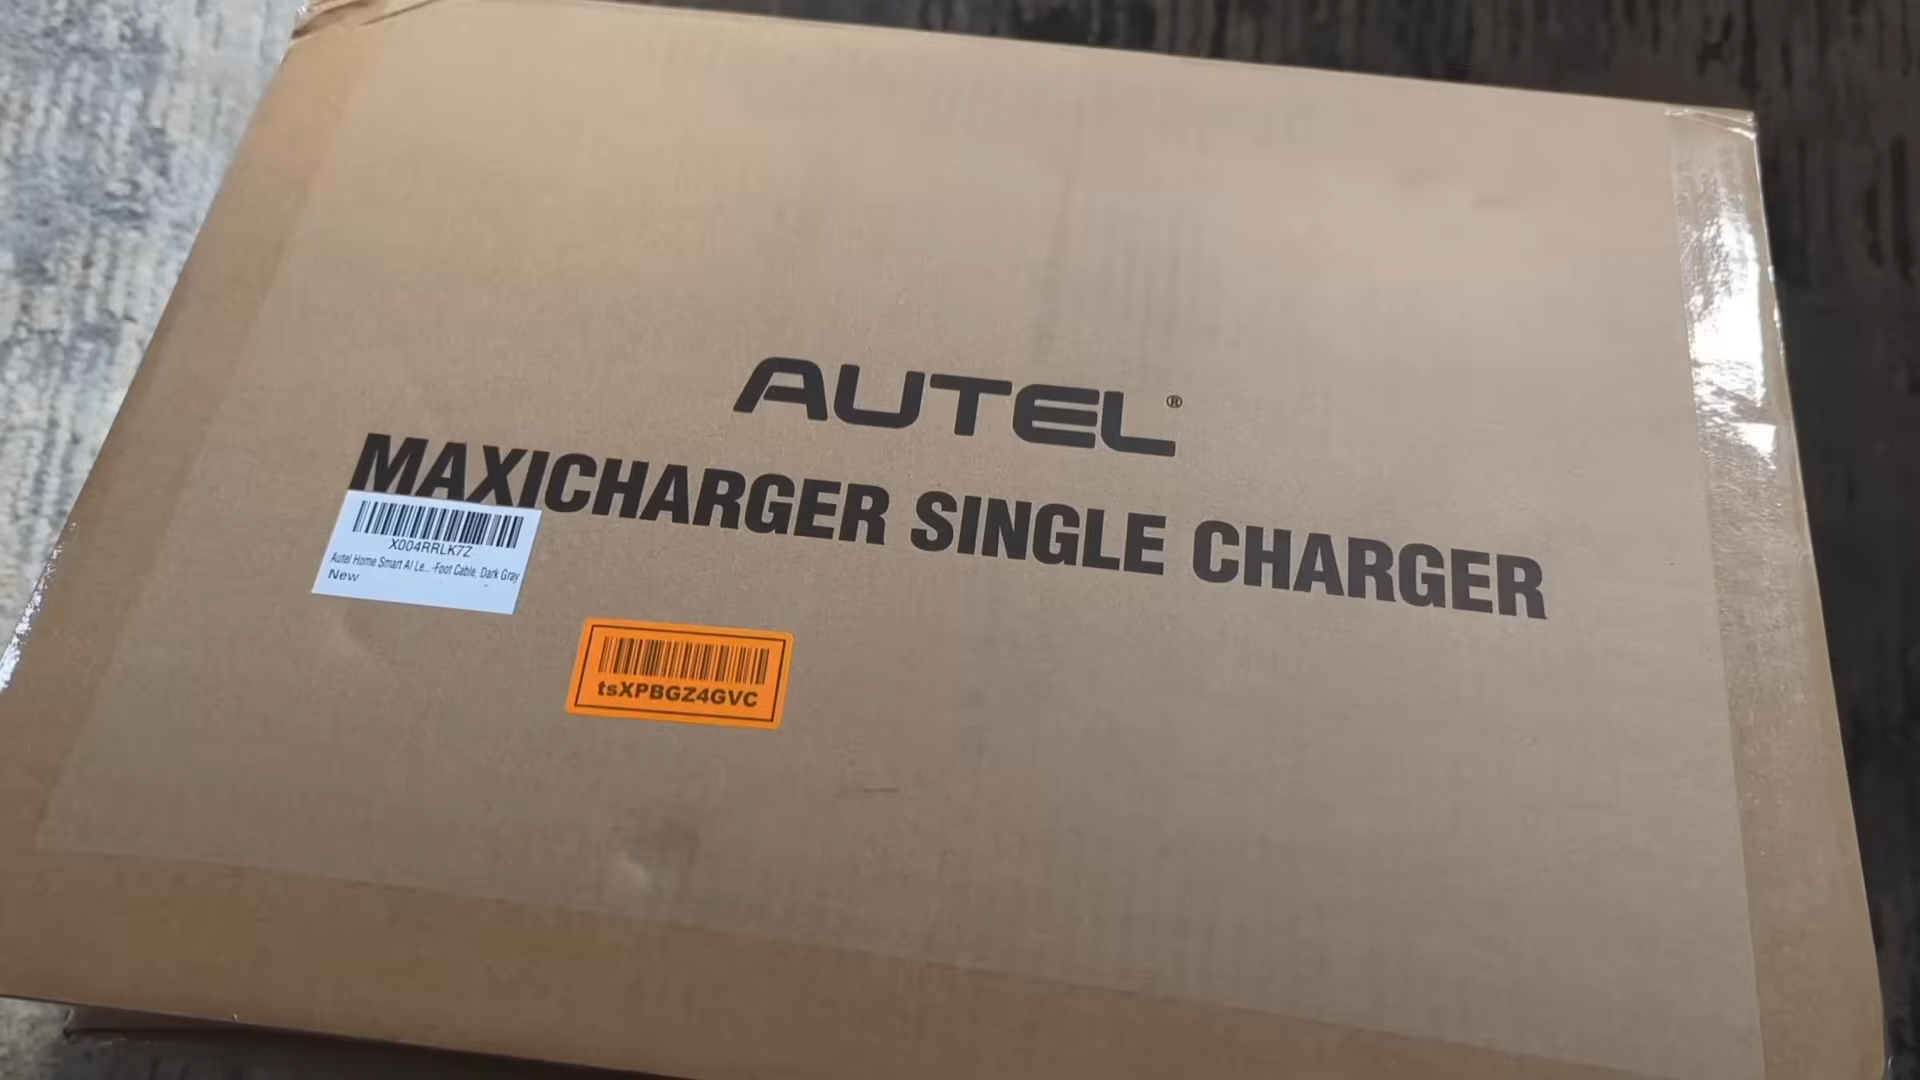 AUTEL®
MAXICHARGER SINGLE CHARGER
X004RRLK7Z
Autel Home Smart AI Le... -Foot Cable, Dark Gray
New
tsXPBGZ4GVC